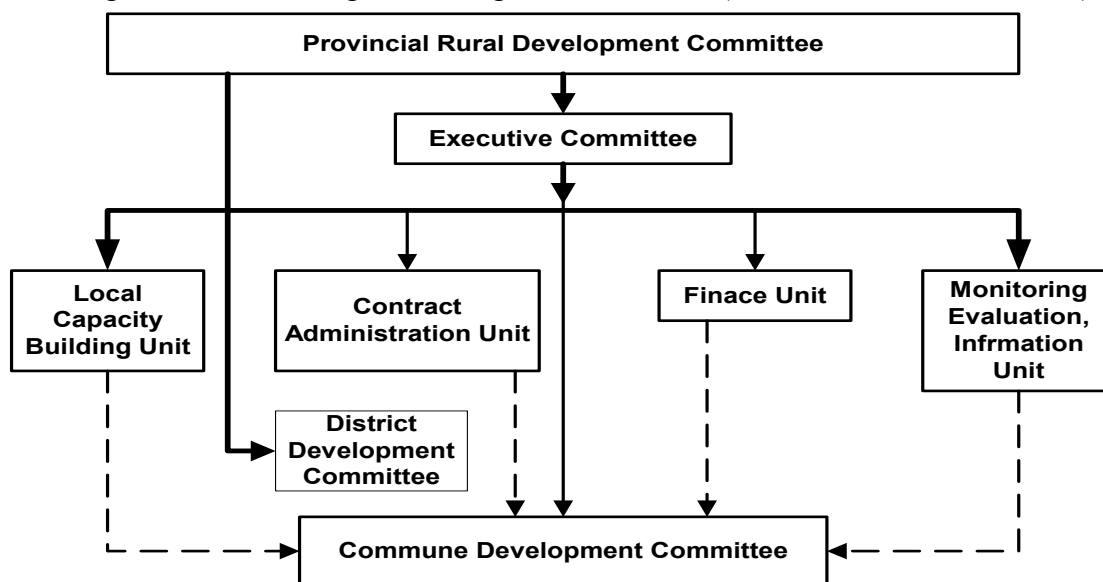 Provincial Rural Development Committee
Executive Committee
Local
Capacity
Building Unit
Contract
Administration Unit
Finace Unit
Monitoring
Evaluation,
Infrmation
Unit
District
Development
Committee
Commune Development Committee